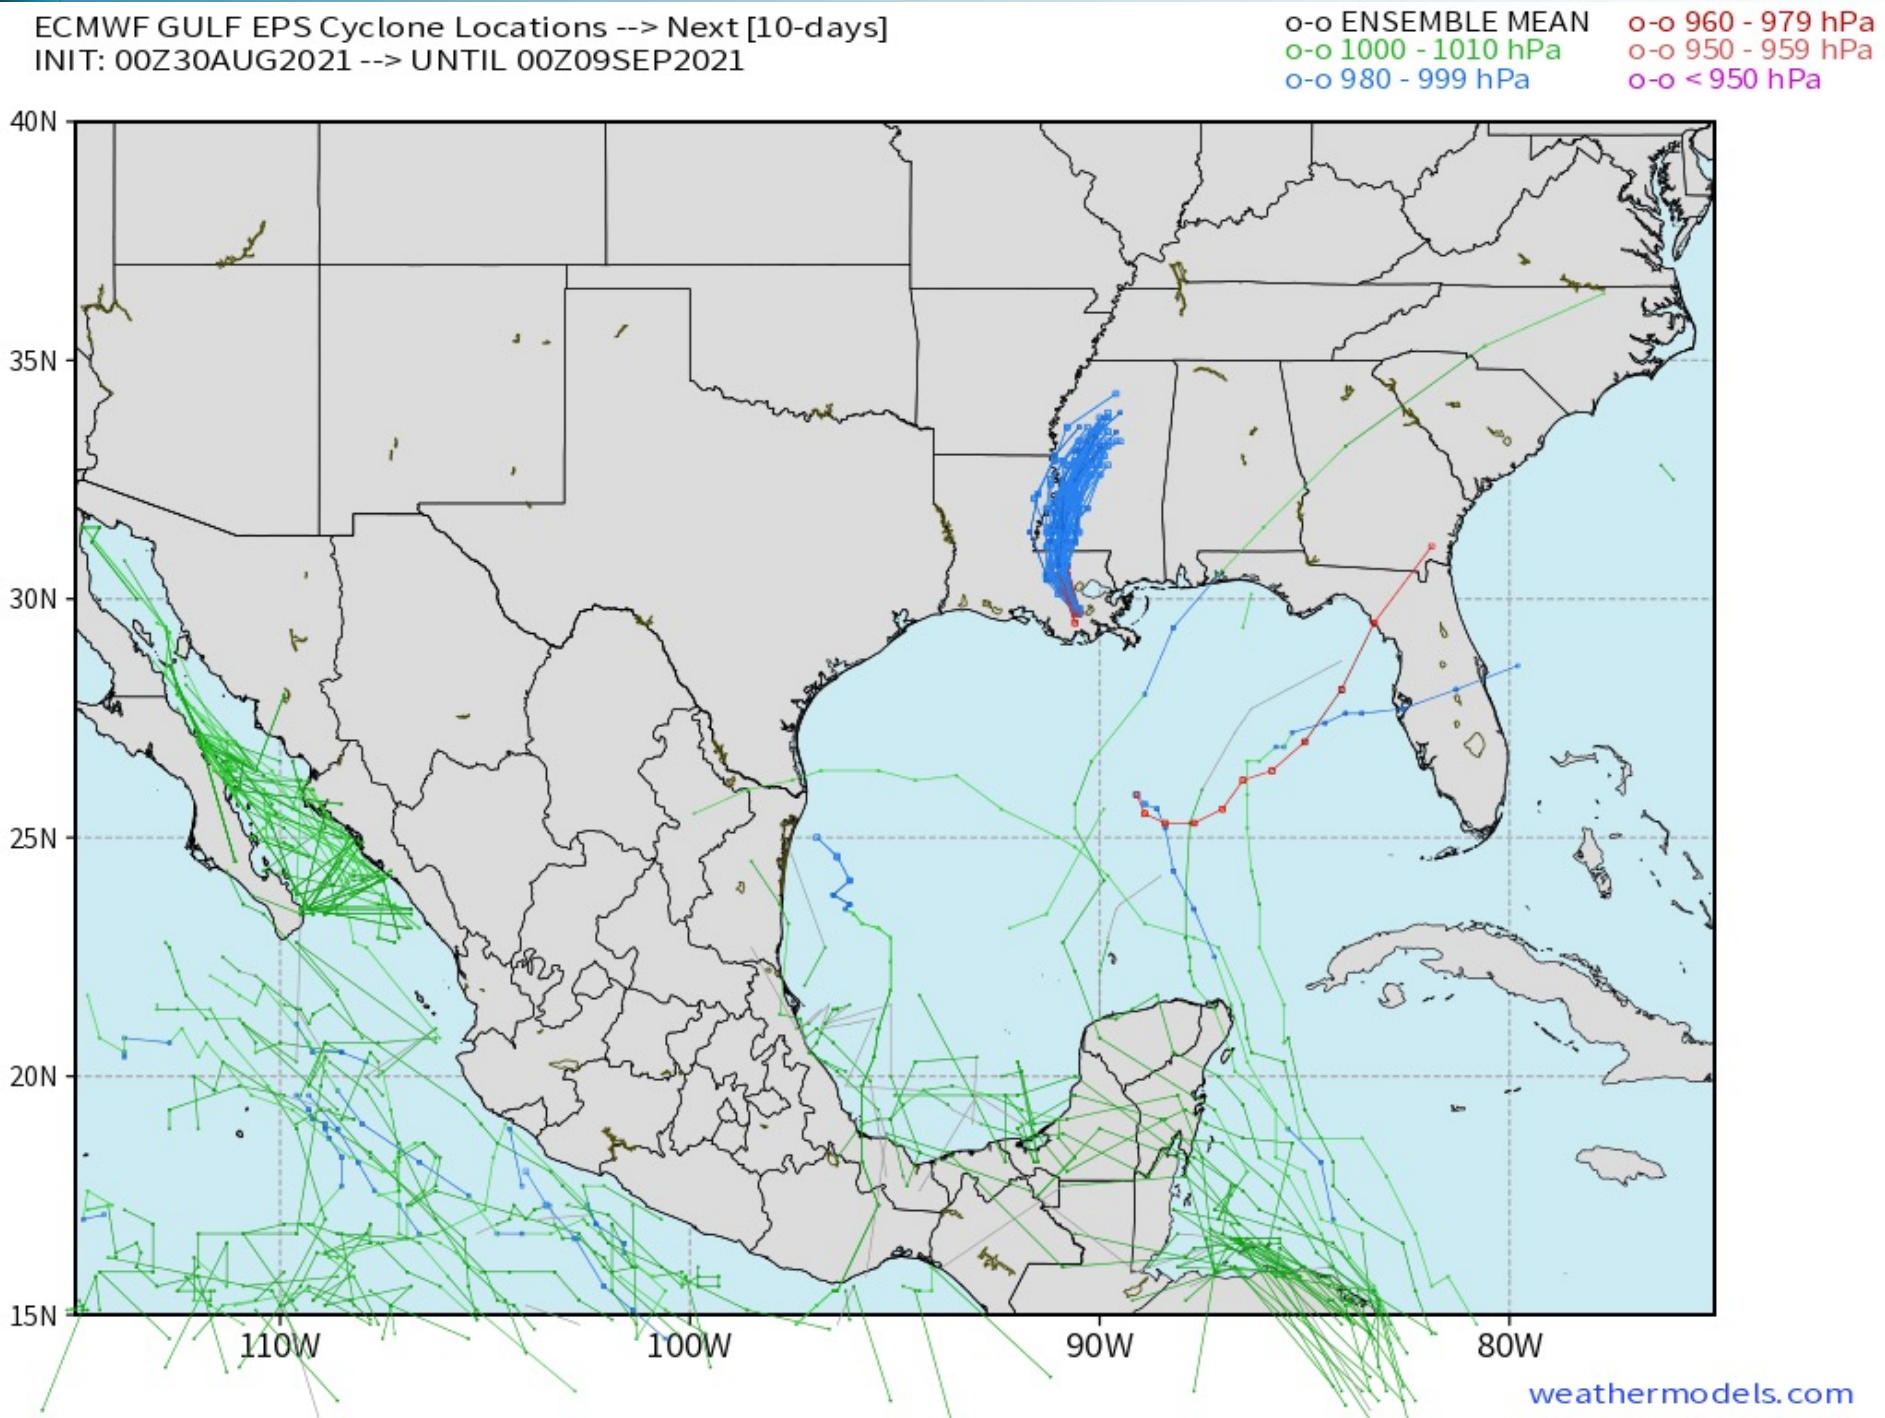 ECMWF GULF EPS Cyclone Locations --> Next [10-days]
INIT: 00Z30AUG2021 --> UNTIL 00Z09SEP2021
o-o ENSEMBLE MEAN
o-o 1000 - 1010 hPa
o-o 980 - 999 hPa
o-o 960 - 979 hPa
o-o 950 - 959 hPa
o-o < 950 hPa
40N
35N
30N
25N
20N
15N
110W
100W
90W
80W
weathermodels.com